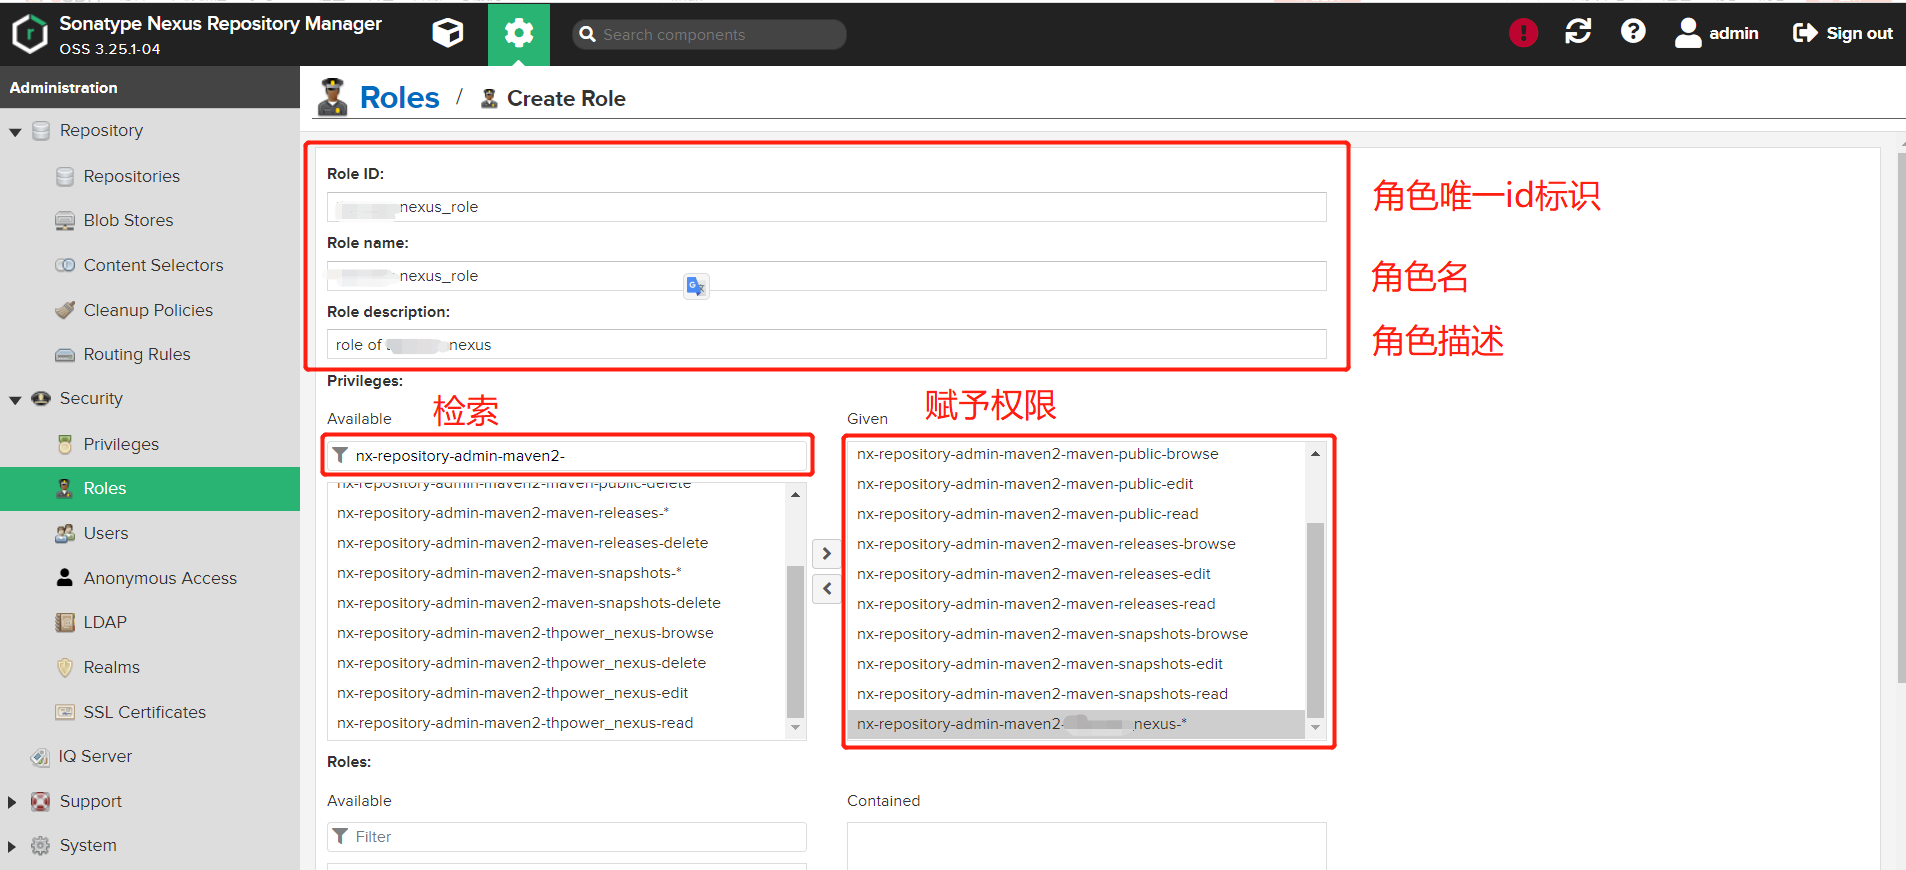 Sonatype Nexus Repository Manager
OSS 3.25.1-04
Search components
admin
Sign out
Administration
Repository
Repositories
Blob Stores
Content Selectors
Cleanup Policies
Routing Rules
Security
Privileges
Roles
Users
Anonymous Access
LDAP
Realms
SSL Certificates
IQ Server
Support
System
Roles / Create Role
Role ID:
nexus_role
角色唯一id标识
Role name:
nexus_role
角色名
Role description:
role of nexus
角色描述
Privileges:
Available
检索
nx-repository-admin-maven2-
nx-repository-admin-maven2-maven-public-delete
nx-repository-admin-maven2-maven-releases-*
nx-repository-admin-maven2-maven-releases-delete
nx-repository-admin-maven2-maven-snapshots-*
nx-repository-admin-maven2-maven-snapshots-delete
nx-repository-admin-maven2-thpower_nexus-browse
nx-repository-admin-maven2-thpower_nexus-delete
nx-repository-admin-maven2-thpower_nexus-edit
nx-repository-admin-maven2-thpower_nexus-read
Given
赋予权限
nx-repository-admin-maven2-maven-public-browse
nx-repository-admin-maven2-maven-public-edit
nx-repository-admin-maven2-maven-public-read
nx-repository-admin-maven2-maven-releases-browse
nx-repository-admin-maven2-maven-releases-edit
nx-repository-admin-maven2-maven-releases-read
nx-repository-admin-maven2-maven-snapshots-browse
nx-repository-admin-maven2-maven-snapshots-edit
nx-repository-admin-maven2-maven-snapshots-read
nx-repository-admin-maven2- _nexus-*
Roles:
Available
Filter
Contained